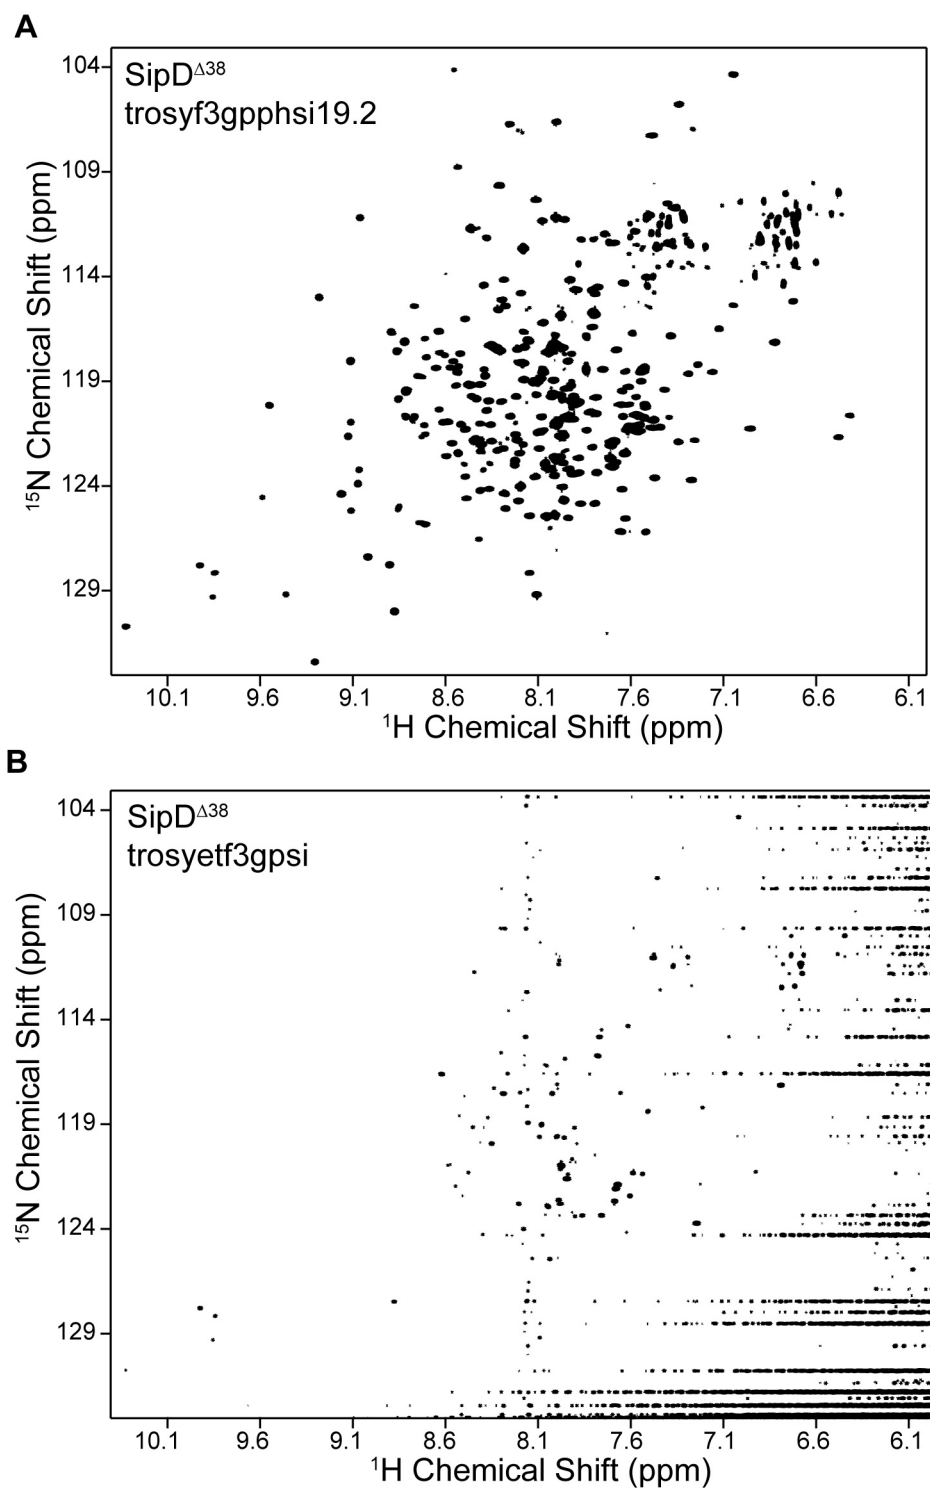 A
SipDΔ38
trosyf3gpphsi19.2
104
109
114
119
124
129
15N Chemical Shift (ppm)
10.1 9.6 9.1 8.6 8.1 7.6 7.1 6.6 6.1
1H Chemical Shift (ppm)
B
SipDΔ38
trosyetf3gpsi
104
109
114
119
124
129
15N Chemical Shift (ppm)
10.1 9.6 9.1 8.6 8.1 7.6 7.1 6.6 6.1
1H Chemical Shift (ppm)